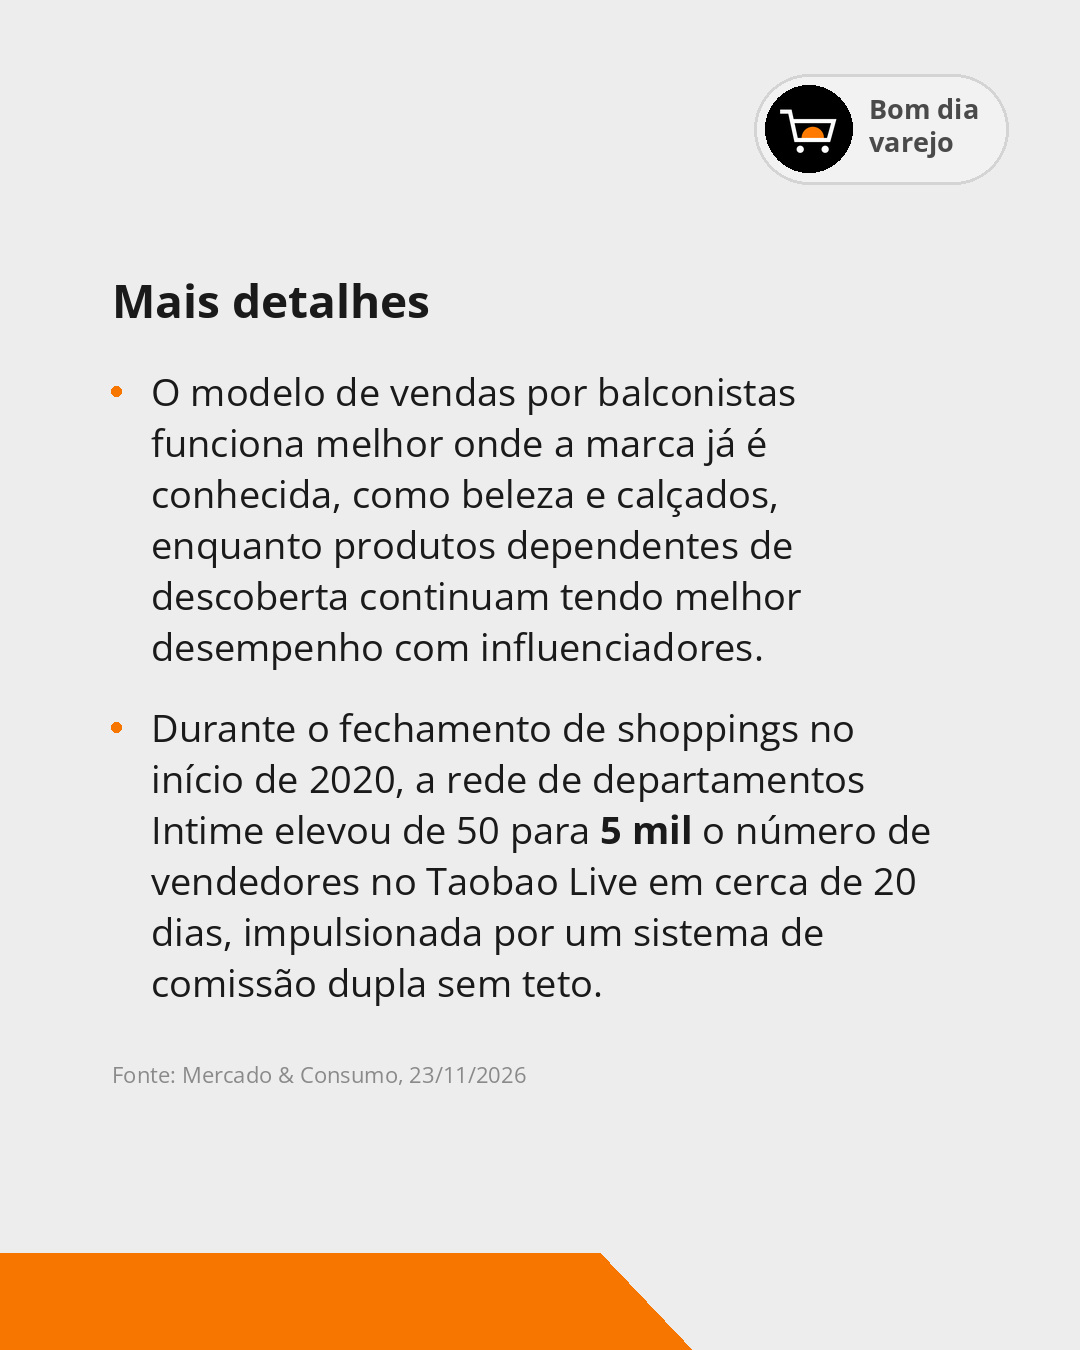 Bom dia
varejo
Mais detalhes
• O modelo de vendas por balconistas
funciona melhor onde a marca já é
conhecida, como beleza e calçados,
enquanto produtos dependentes de
descoberta continuam tendo melhor
desempenho com influenciadores.
• Durante o fechamento de shoppings no
início de 2020, a rede de departamentos
Intime elevou de 50 para 5 mil o número de
vendedores no Taobao Live em cerca de 20
dias, impulsionada por um sistema de
comissão dupla sem teto.
Fonte: Mercado & Consumo, 23/11/2026